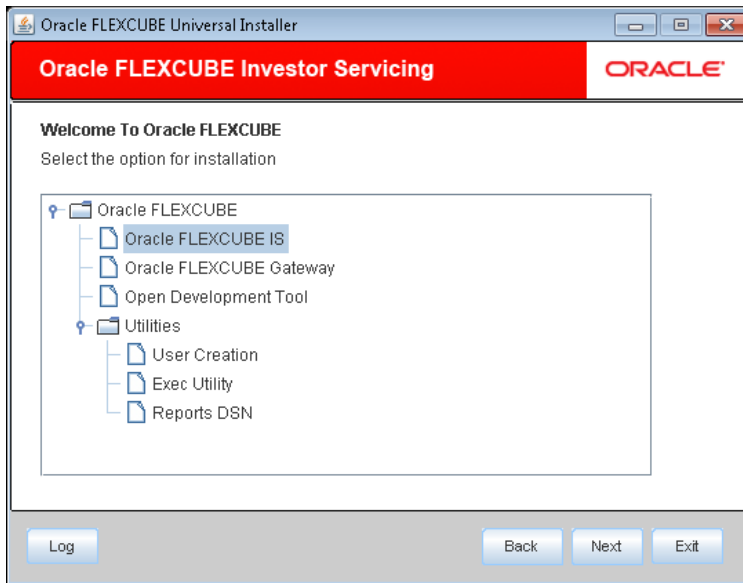 Oracle FLEXCUBE Universal Installer
Oracle FLEXCUBE Investor Servicing
ORACLE
Welcome To Oracle FLEXCUBE
Select the option for installation
Oracle FLEXCUBE
Oracle FLEXCUBE IS
Oracle FLEXCUBE Gateway
Open Development Tool
Utilities
User Creation
Exec Utility
Reports DSN
Log
Back
Next
Exit